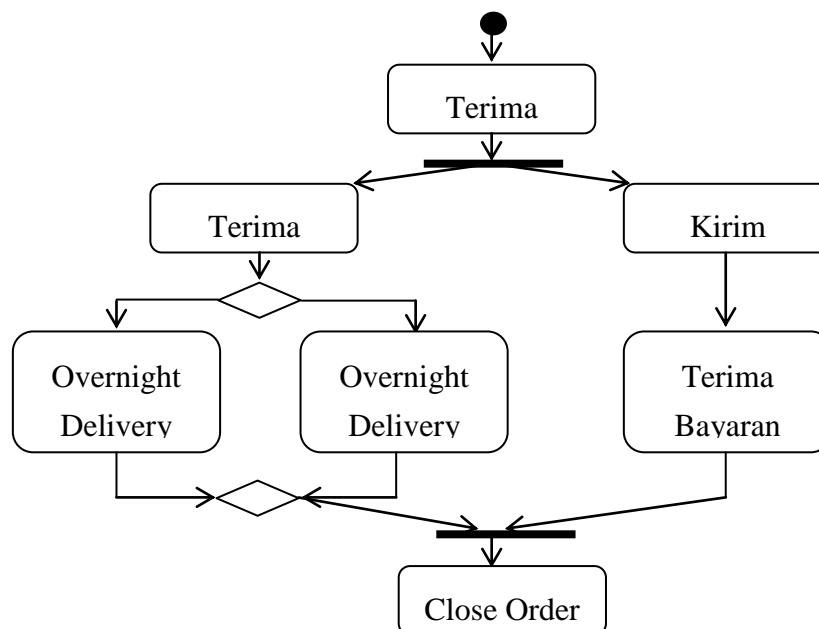 Terima
Terima
Kirim
Overnight
Delivery
Overnight
Delivery
Terima
Bayaran
Close Order